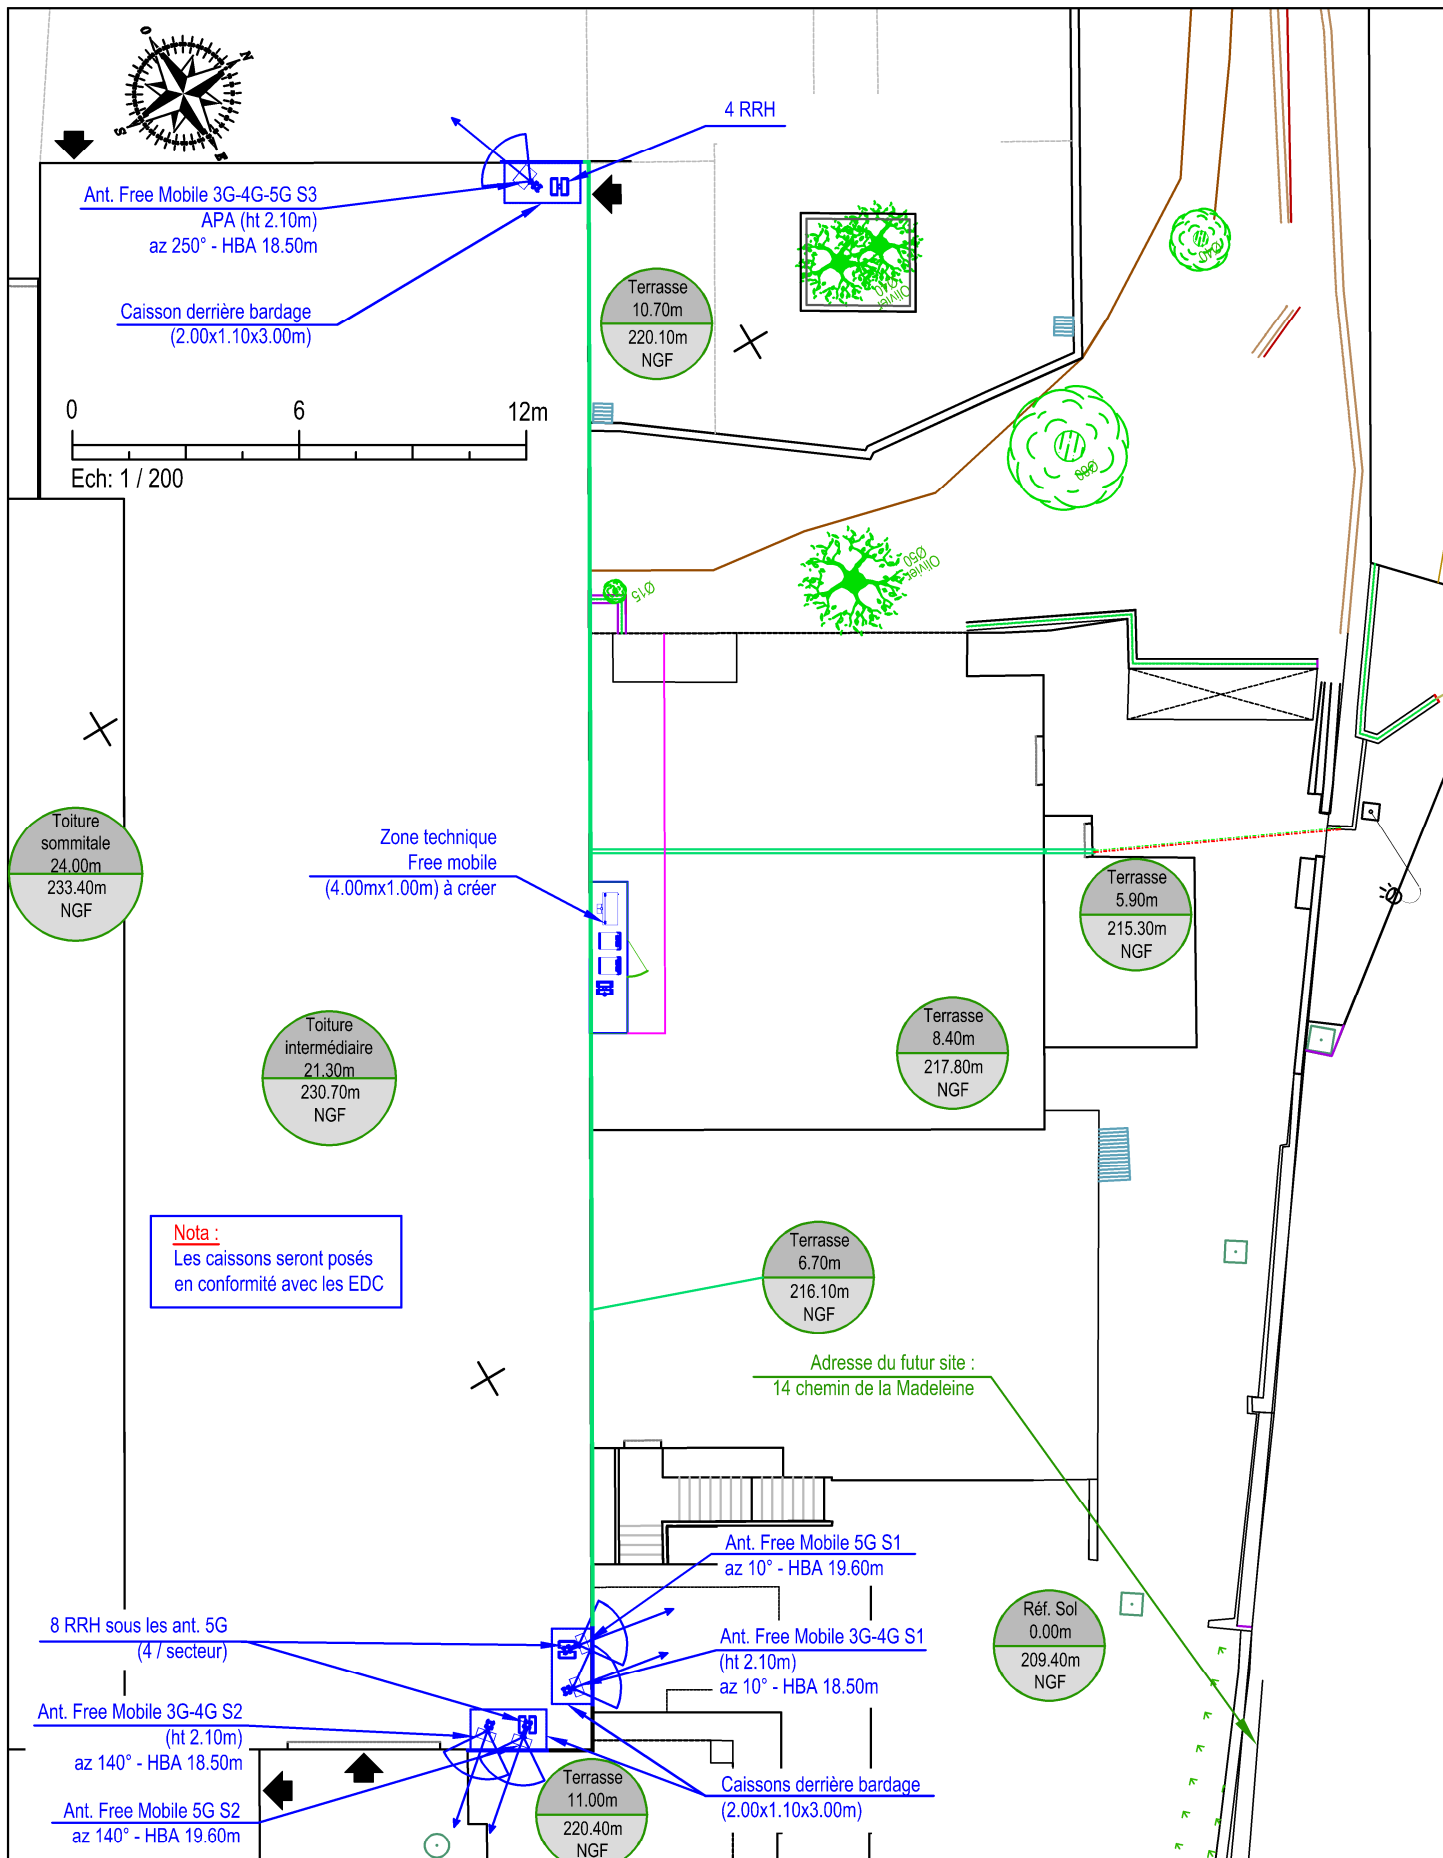 O
N
S
E
4 RRH
Ant. Free Mobile 3G-4G-5G S3
APA (ht 2.10m)
az 250° - HBA 18.50m
Caisson derrière bardage
(2.00x1.10x3.00m)
Terrasse
10.70m
220.10m
NGF
Olivier
Ø40
Ø40
0
6
12m
Ech: 1 / 200
Ø80
Olivier
Ø50
Ø15
Toiture
sommitale
24.00m
233.40m
NGF
Zone technique
Free mobile
(4.00mx1.00m) à créer
Terrasse
5.90m
215.30m
NGF
Toiture
intermédiaire
21.30m
230.70m
NGF
Terrasse
8.40m
217.80m
NGF
Nota :
Les caissons seront posés
en conformité avec les EDC
Terrasse
6.70m
216.10m
NGF
Adresse du futur site :
14 chemin de la Madeleine
Ant. Free Mobile 5G S1
az 10° - HBA 19.60m
8 RRH sous les ant. 5G
(4 / secteur)
Ant. Free Mobile 3G-4G S1
(ht 2.10m)
az 10° - HBA 18.50m
Réf. Sol
0.00m
209.40m
NGF
Ant. Free Mobile 3G-4G S2
(ht 2.10m)
az 140° - HBA 18.50m
Ant. Free Mobile 5G S2
az 140° - HBA 19.60m
Terrasse
11.00m
220.40m
NGF
Caissons derrière bardage
(2.00x1.10x3.00m)